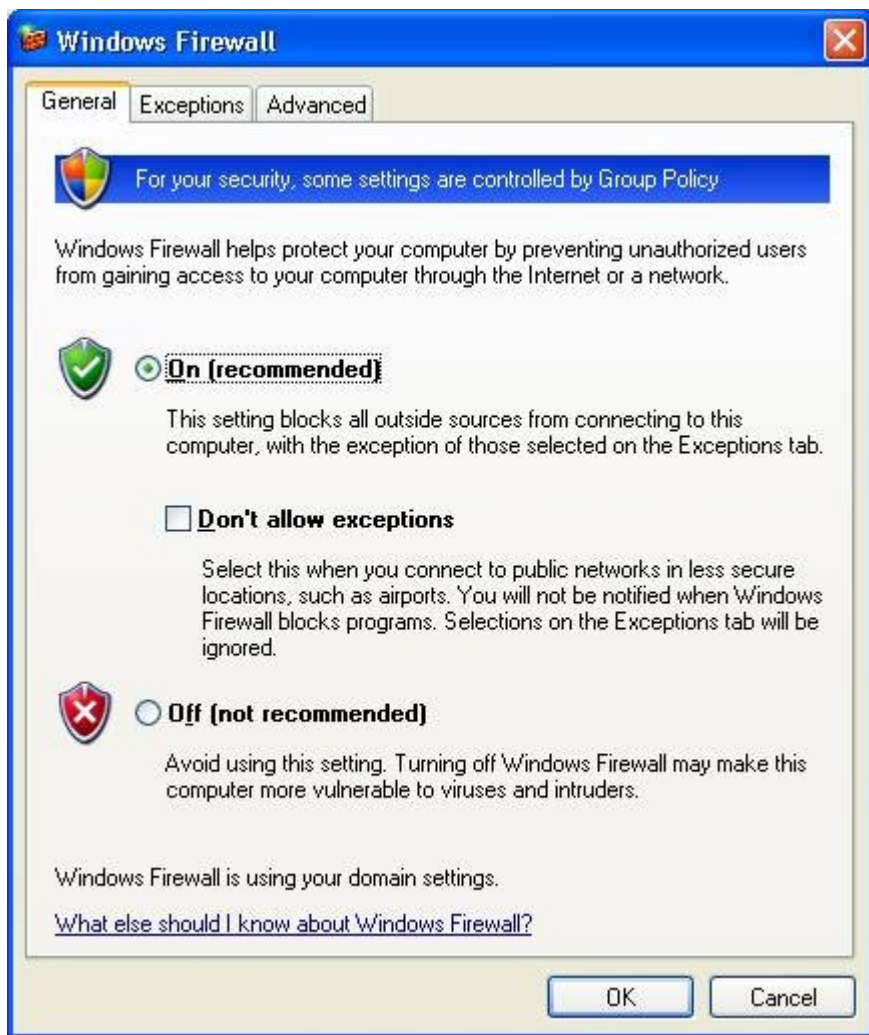 Windows Firewall
General Exceptions Advanced
For your security, some settings are controlled by Group Policy
Windows Firewall helps protect your computer by preventing unauthorized users
from gaining access to your computer through the Internet or a network.
On (recommended)
This setting blocks all outside sources from connecting to this
computer, with the exception of those selected on the Exceptions tab.
Don't allow exceptions
Select this when you connect to public networks in less secure
locations, such as airports. You will not be notified when Windows
Firewall blocks programs. Selections on the Exceptions tab will be
ignored.
Off (not recommended)
Avoid using this setting. Turning off Windows Firewall may make this
computer more vulnerable to viruses and intruders.
Windows Firewall is using your domain settings.
What else should I know about Windows Firewall?
OK Cancel